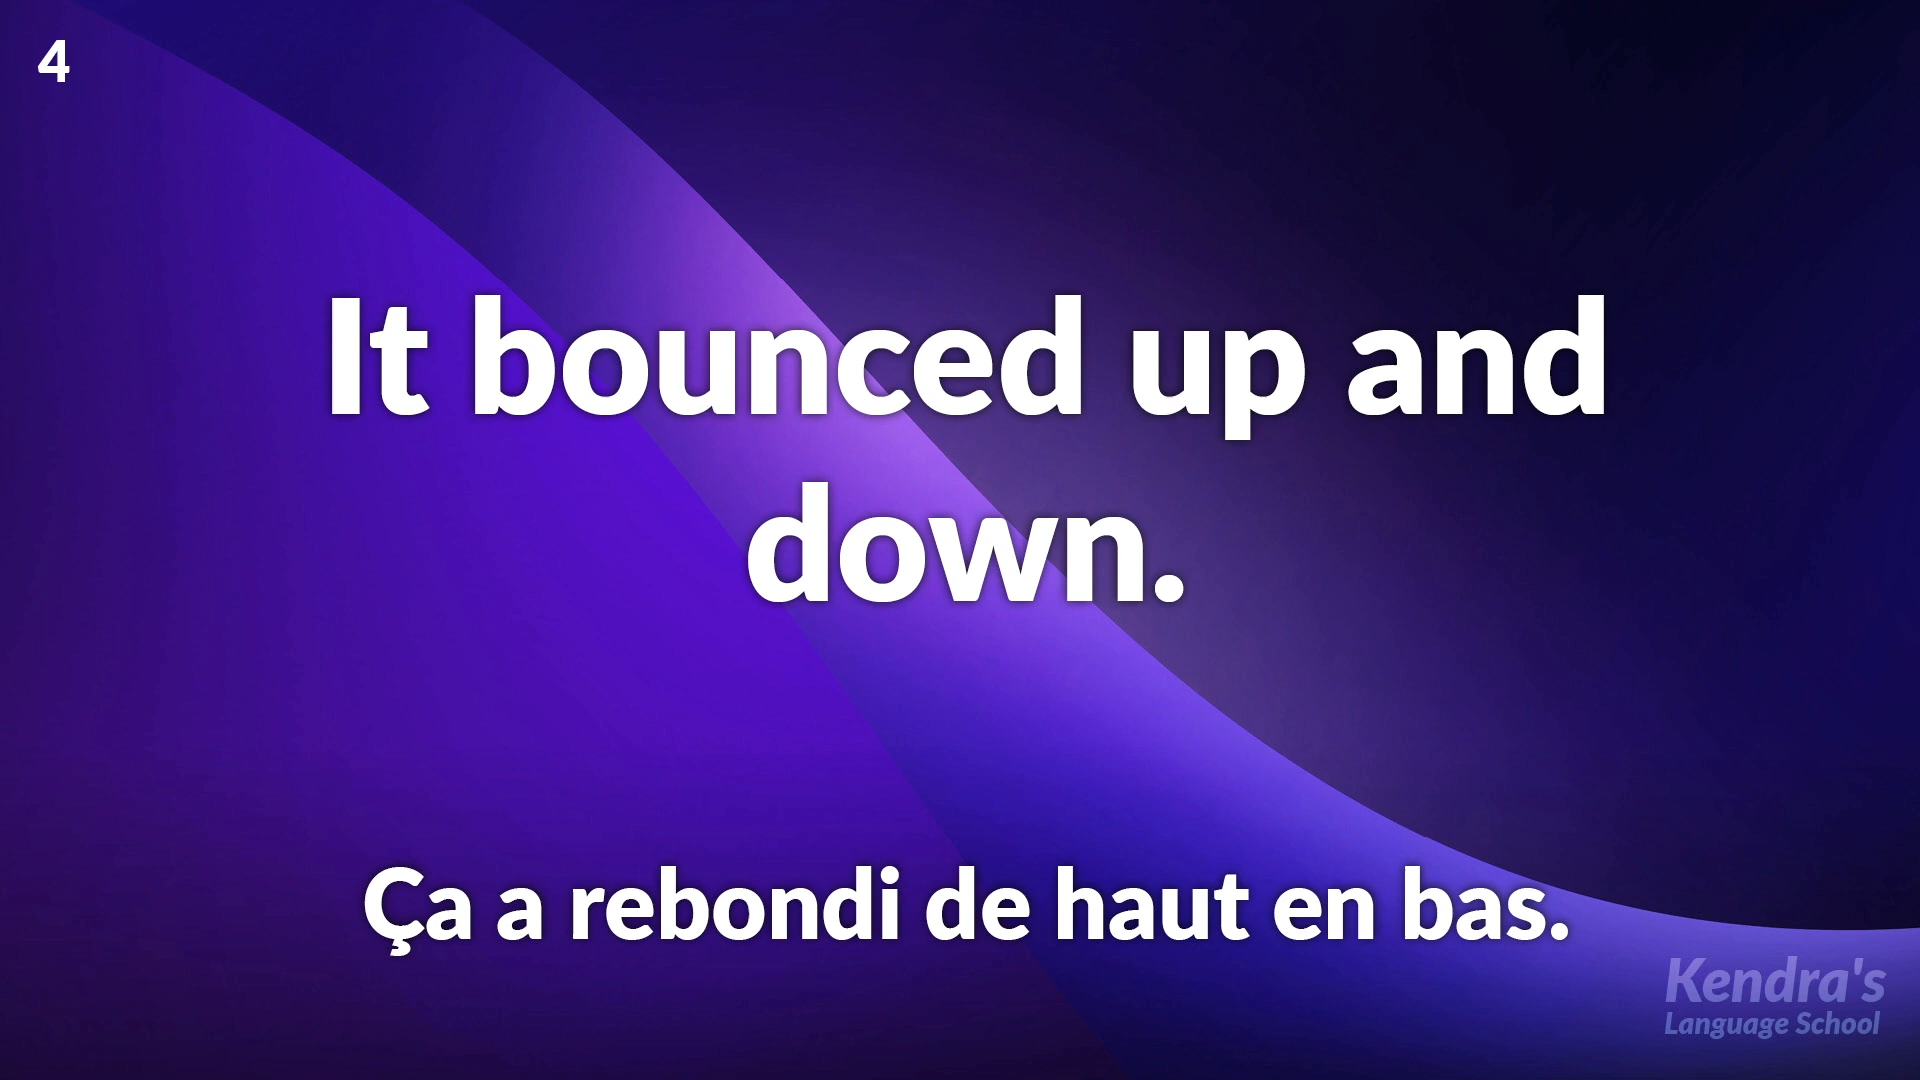 4
It bounced up and
down.
Ça a rebondi de haut en bas.
Kendra's
Language School